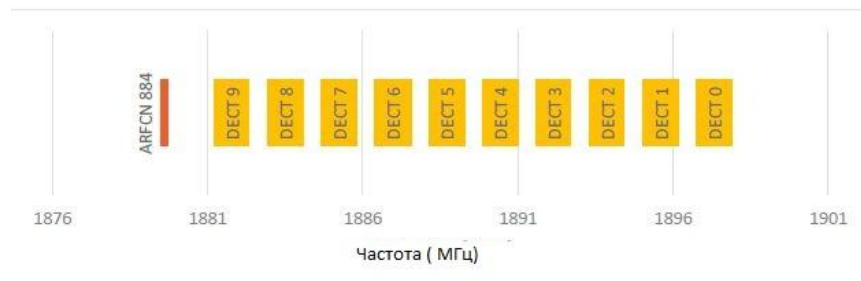 ARFCN 884
DECT 9
DECT 8
DECT 7
DECT 6
DECT 5
DECT 4
DECT 3
DECT 2
DECT 1
DECT 0
1876 1881 1886 1891 1896 1901
Частота ( МГц)